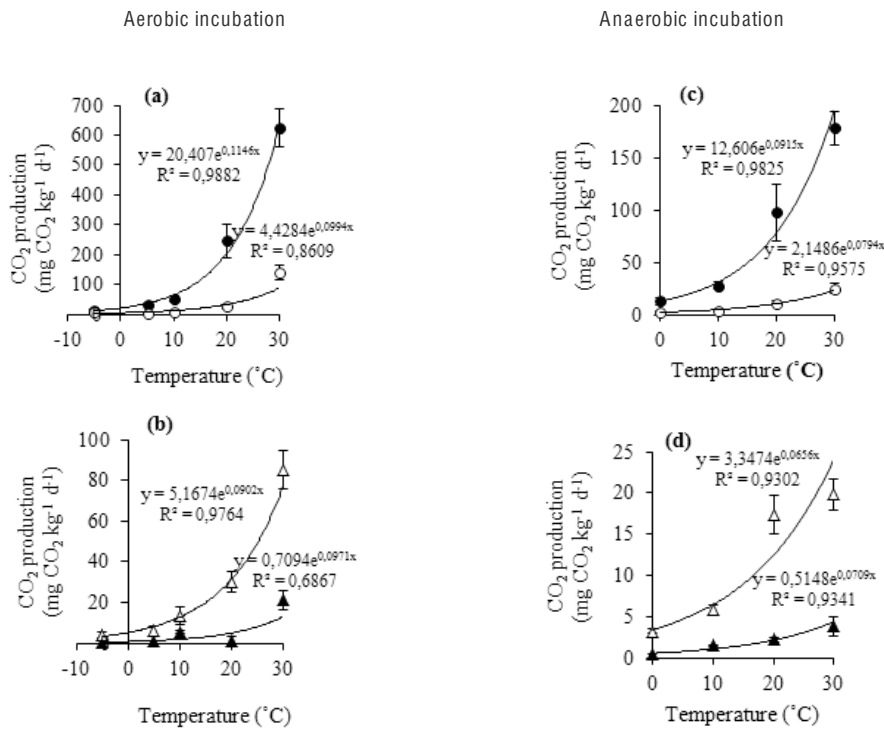 Aerobic incubation
Anaerobic incubation
(a)
CO₂ production
(mg CO₂ kg⁻¹ d⁻¹)
700
600
500
400
300
200
100
-10 0 10 20 30
y = 20,407e^0,1146x
R² = 0,9882
y = 4,4284e^0,0994x
R² = 0,8609
Temperature (˚C)
(c)
CO₂ production
(mg CO₂ kg⁻¹ d⁻¹)
200
150
100
50
0
0 10 20 30
y = 12,606e^0,0915x
R² = 0,9825
y = 2,1486e^0,0794x
R² = 0,9575
Temperature (˚C)
(b)
CO₂ production
(mg CO₂ kg⁻¹ d⁻¹)
100
80
60
40
20
-10 0 10 20 30
y = 5,1674e^0,0902x
R² = 0,9764
y = 0,7094e^0,0971x
R² = 0,6867
Temperature (˚C)
(d)
CO₂ production
(mg CO₂ kg⁻¹ d⁻¹)
25
20
15
10
5
0
0 10 20 30
y = 3,3474e^0,0656x
R² = 0,9302
y = 0,5148e^0,0709x
R² = 0,9341
Temperature (˚C)